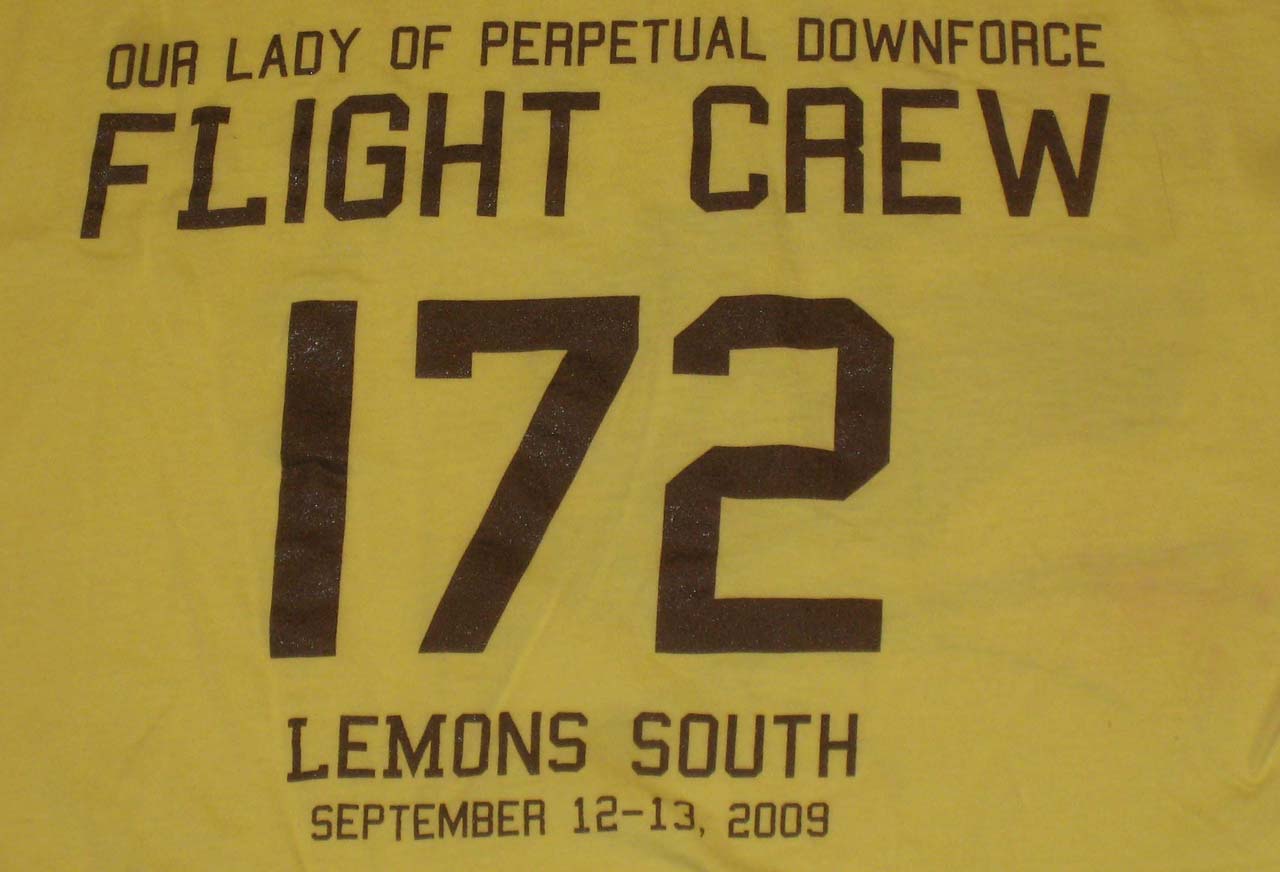 OUR LADY OF PERPETUAL DOWNFORCE
FLIGHT CREW
172
LEMONS SOUTH
SEPTEMBER 12-13, 2009